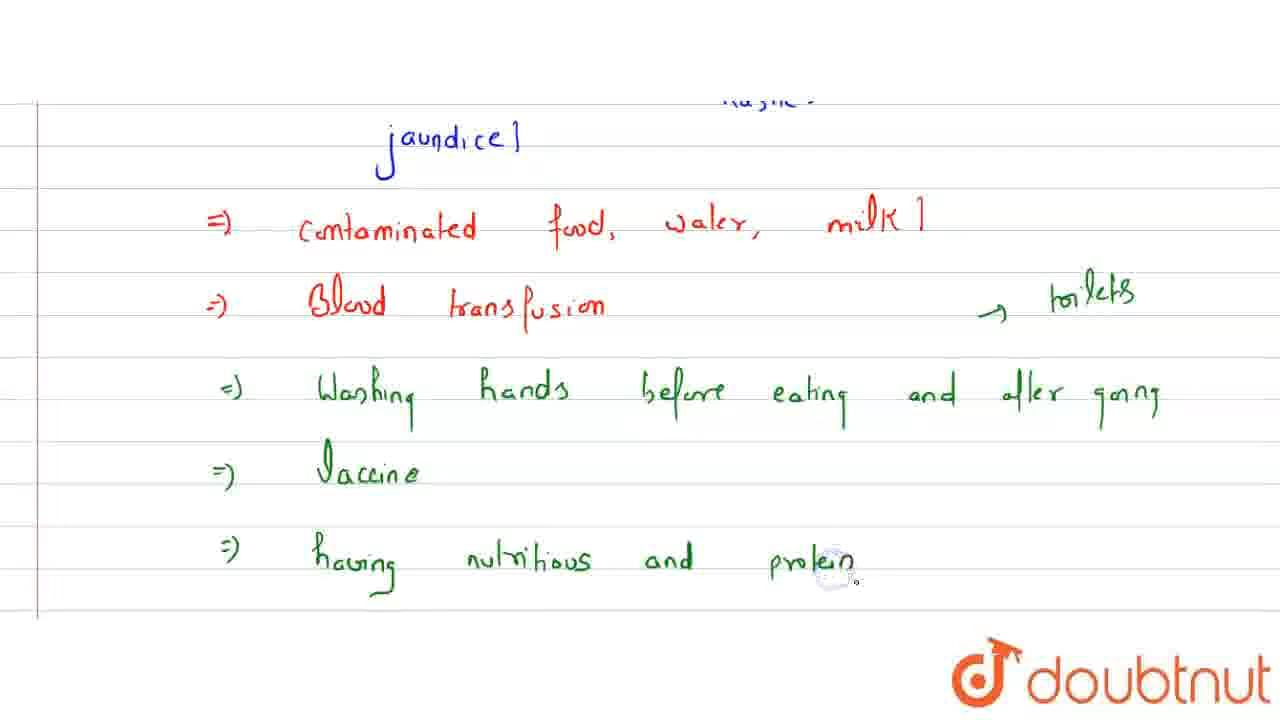 jaundice]
=) contaminated food, water, milk ]
=) Blood transfusion → toilets
=) Washing hands before eating and after going
=) Vaccine
=) having nutritious and protein
doubtnut